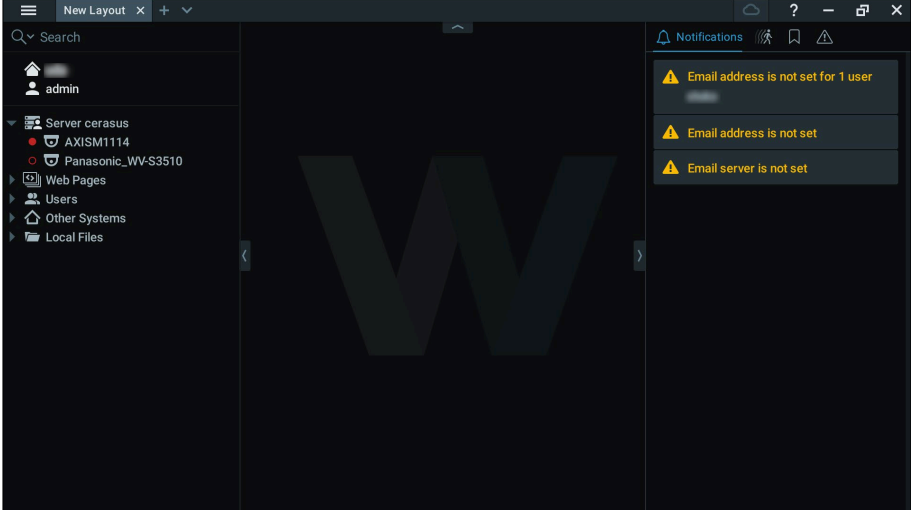 New Layout
Search
admin
Server cerasus
AXISM1114
Panasonic_WV-S3510
Web Pages
Users
Other Systems
Local Files
Notifications
Email address is not set for 1 user
Email address is not set
Email server is not set